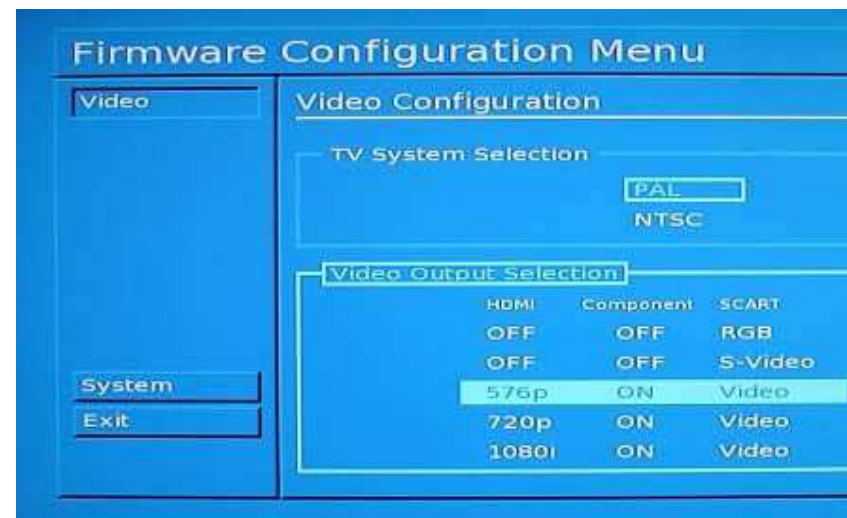 Firmware Configuration Menu
Video
Video Configuration
TV System Selection
PAL
NTSC
Video Output Selection
HDMI Component SCART
OFF OFF RGB
OFF OFF S-Video
576p ON Video
720p ON Video
1080i ON Video
System
Exit